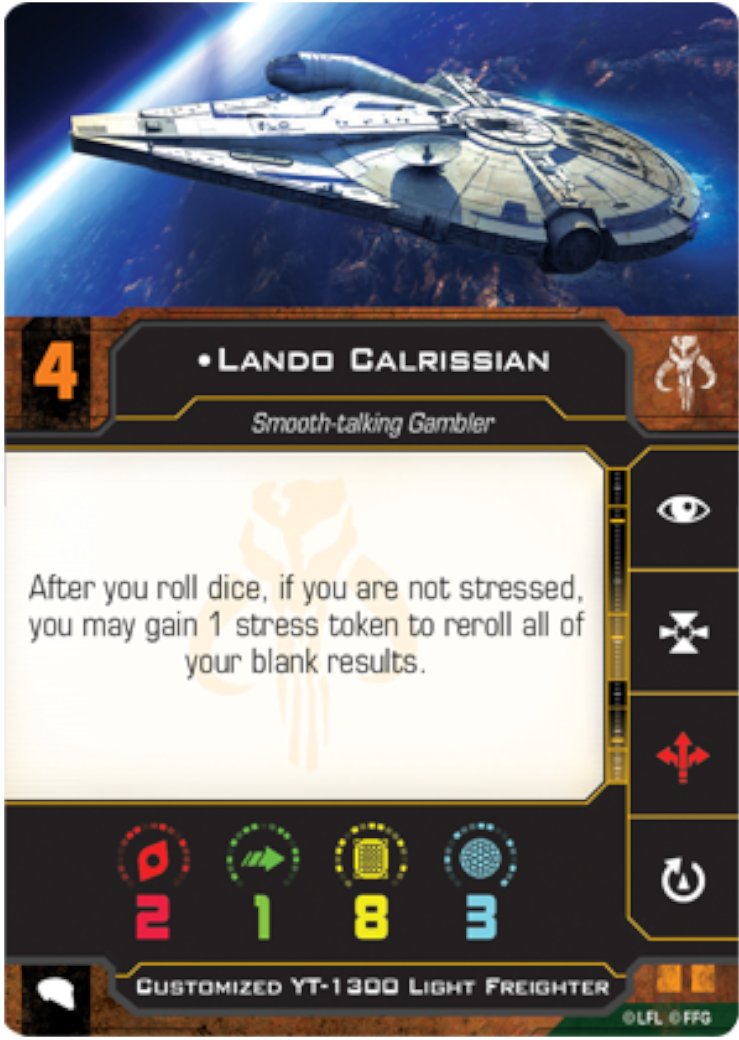 4
•Lando Calrissian
Smooth-talking Gambler
After you roll dice, if you are not stressed,
you may gain 1 stress token to reroll all of
your blank results.
2 1 8 3
Customized YT-1300 Light Freighter
©LFL ©FFG